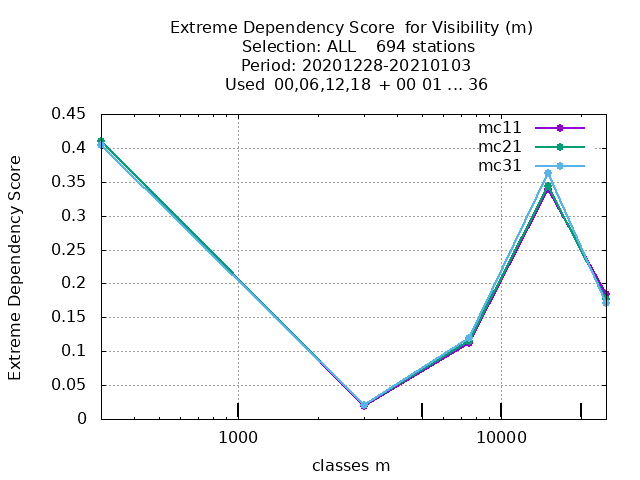 Extreme Dependency Score  for Visibility (m)
Selection: ALL    694 stations
Period: 20201228-20210103
Used  00,06,12,18  + 00 01 ... 36
0.45
0.4
0.35
0.3
0.25
0.2
0.15
0.1
0.05
0
Extreme Dependency Score
mc11
mc21
mc31
1000
10000
classes m